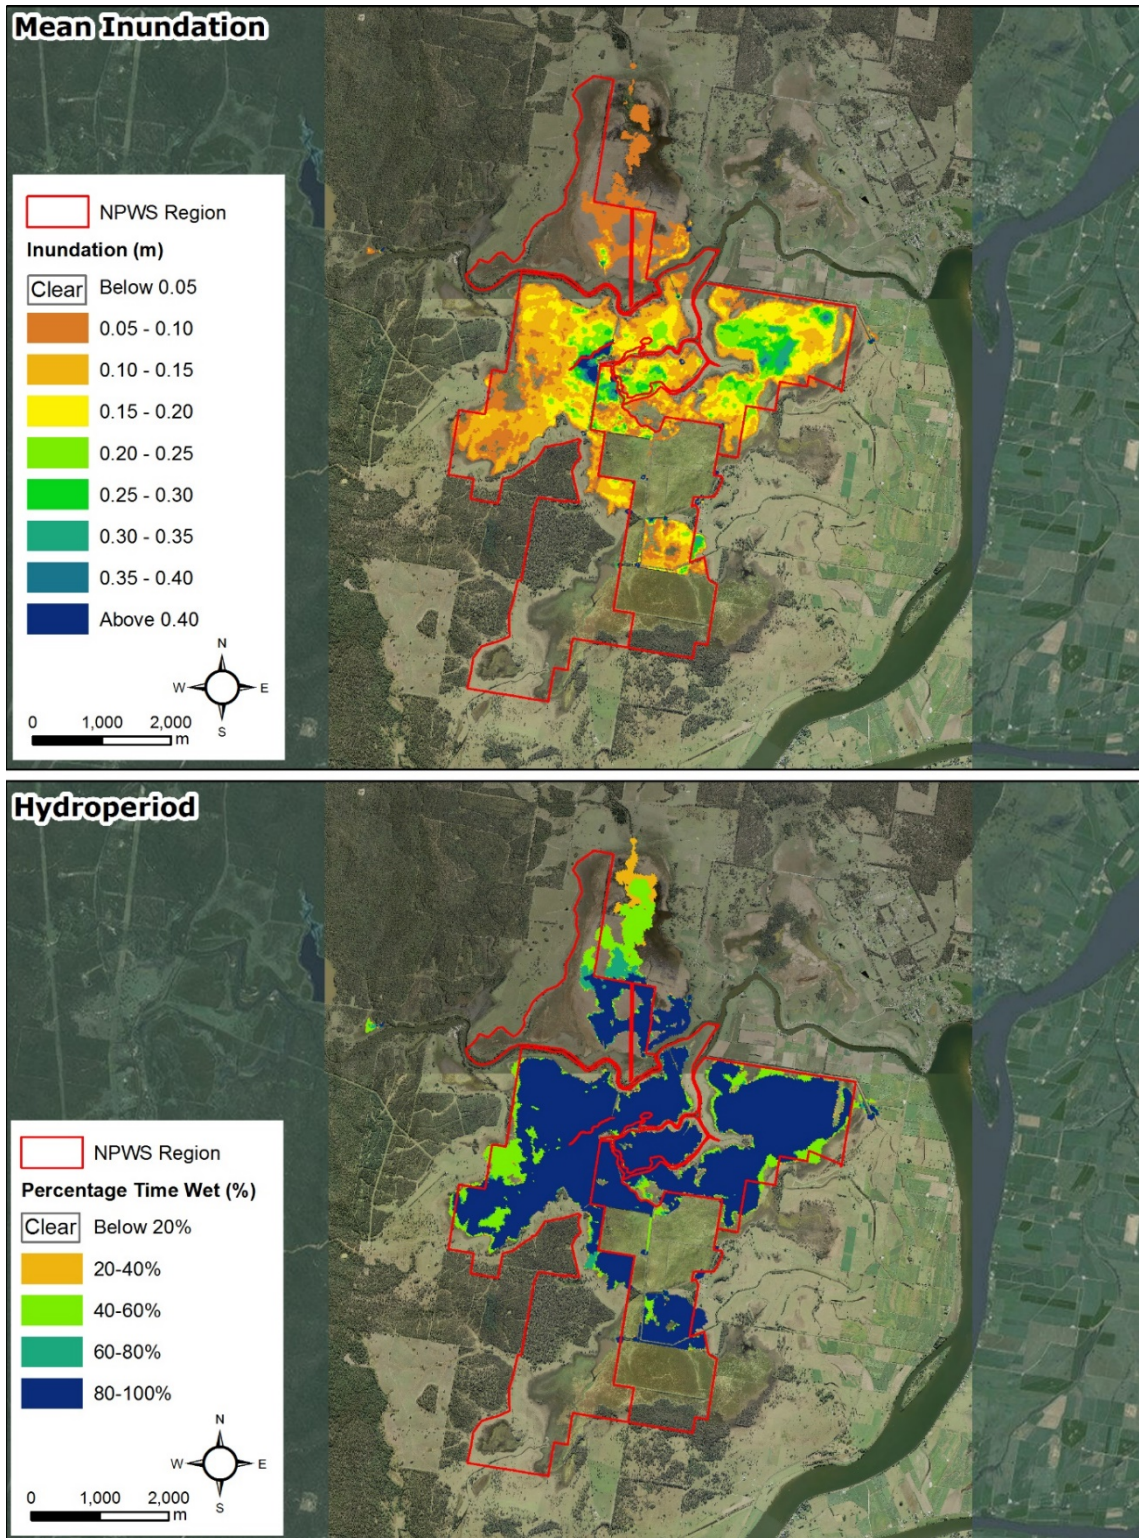 Mean Inundation
NPWS Region
Inundation (m)
Clear Below 0.05
0.05 - 0.10
0.10 - 0.15
0.15 - 0.20
0.20 - 0.25
0.25 - 0.30
0.30 - 0.35
0.35 - 0.40
Above 0.40
N
W E
S
0 1,000 2,000
m
Hydroperiod
NPWS Region
Percentage Time Wet (%)
Clear Below 20%
20-40%
40-60%
60-80%
80-100%
N
W E
S
0 1,000 2,000
m